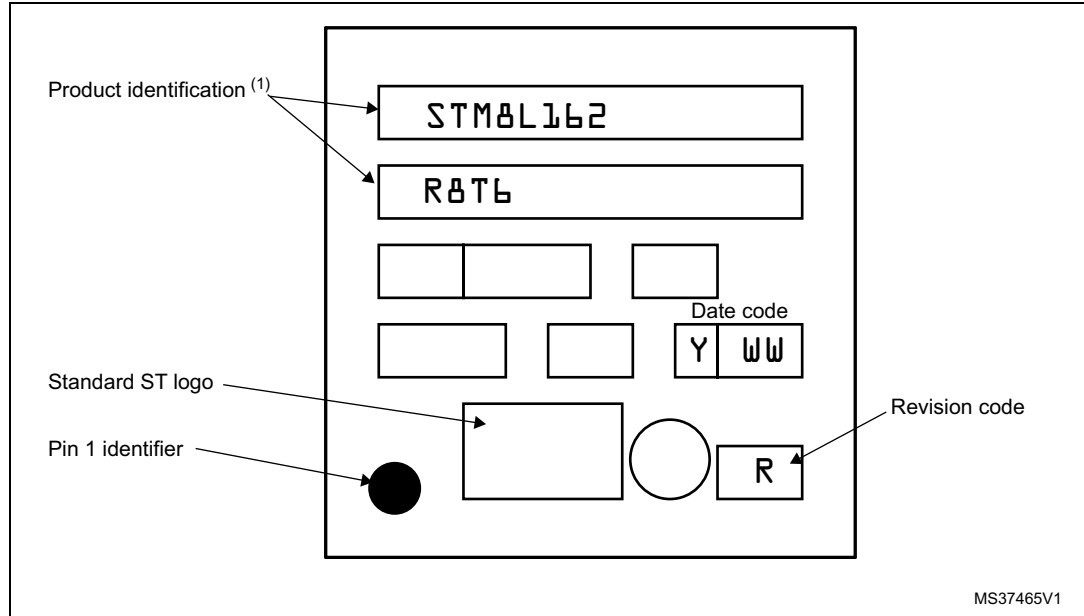 Product identification (1)
STM8L162
R8T6
Date code
Y WW
Standard ST logo
Revision code
Pin 1 identifier
R
MS37465V1